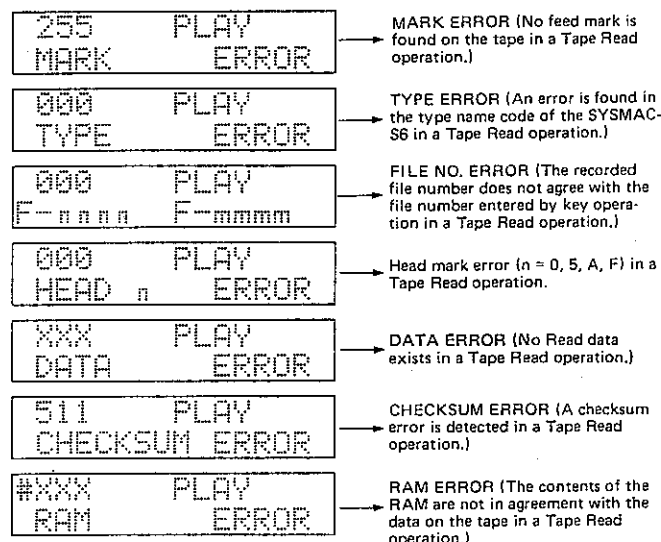 255 PLAY
MARK ERROR
MARK ERROR (No feed mark is
found on the tape in a Tape Read
operation.)
000 PLAY
TYPE ERROR
TYPE ERROR (An error is found in
the type name code of the SYSMAC-
S6 in a Tape Read operation.)
000 PLAY
F-nnnn F-mmmm
FILE NO. ERROR (The recorded
file number does not agree with the
file number entered by key opera-
tion in a Tape Read operation.)
000 PLAY
HEAD n ERROR
Head mark error (n = 0, 5, A, F) in a
Tape Read operation.
XXX PLAY
DATA ERROR
DATA ERROR (No Read data
exists in a Tape Read operation.)
511 PLAY
CHECKSUM ERROR
CHECKSUM ERROR (A checksum
error is detected in a Tape Read
operation.)
#XXX PLAY
RAM ERROR
RAM ERROR (The contents of the
RAM are not in agreement with the
data on the tape in a Tape Read
operation.)